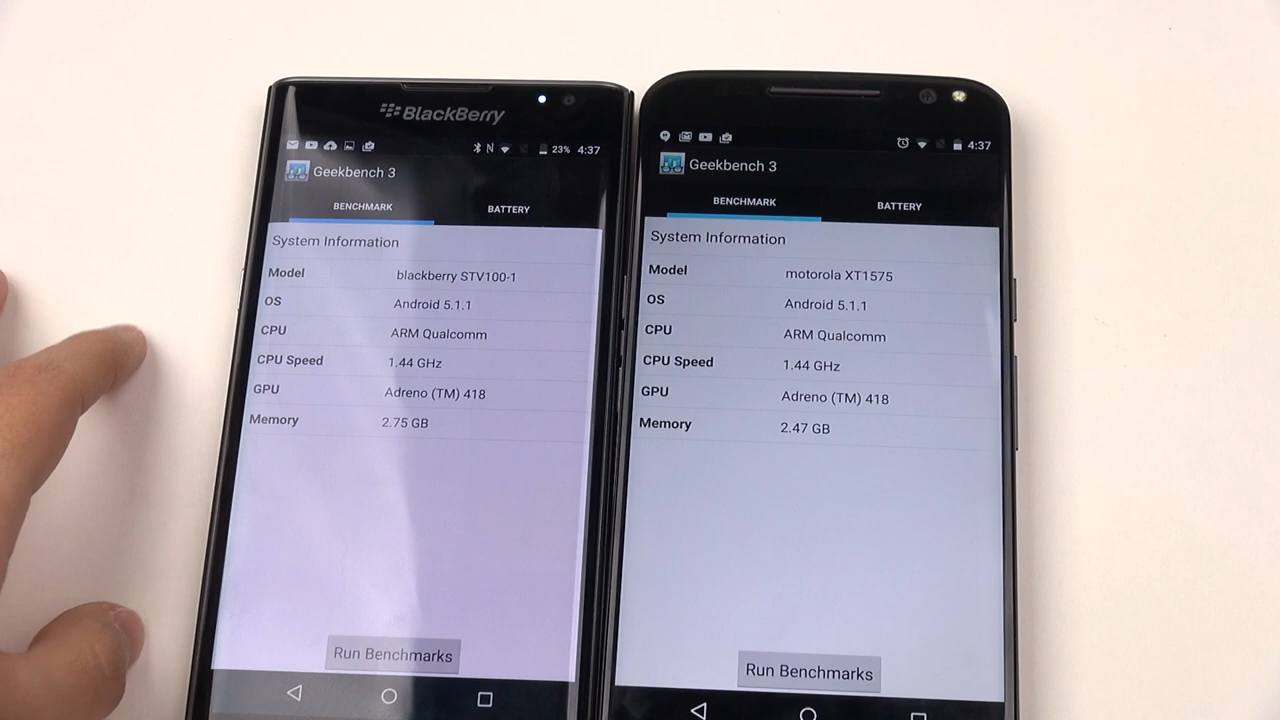 BlackBerry
N 23% 4:37
Geekbench 3
BENCHMARK BATTERY
System Information
Model blackberry STV100-1
OS Android 5.1.1
CPU ARM Qualcomm
CPU Speed 1.44 GHz
GPU Adreno (TM) 418
Memory 2.75 GB
Run Benchmarks
4:37
Geekbench 3
BENCHMARK BATTERY
System Information
Model motorola XT1575
OS Android 5.1.1
CPU ARM Qualcomm
CPU Speed 1.44 GHz
GPU Adreno (TM) 418
Memory 2.47 GB
Run Benchmarks